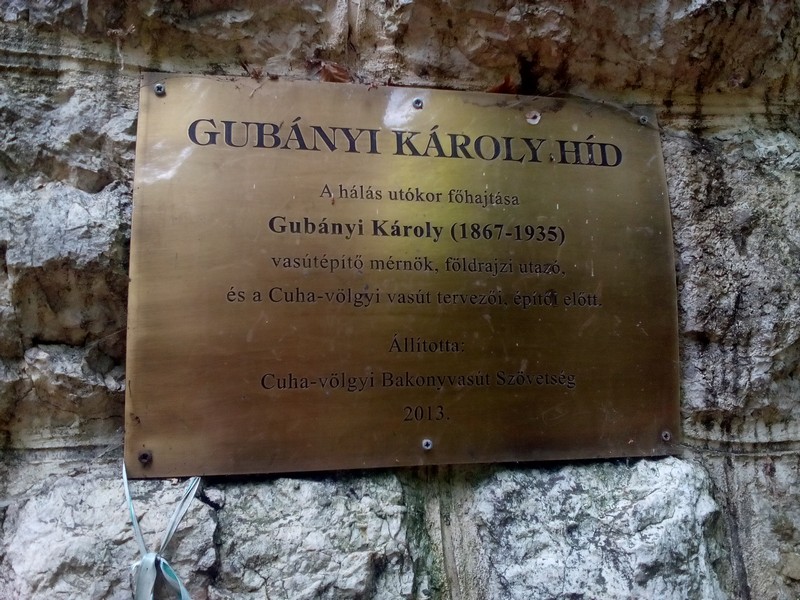 GUBÁNYI KÁROLY HÍD
A hálás utókor főhajtása
Gubányi Károly (1867-1935)
vasútépítő mérnök, földrajzi utazó,
és a Cuha-völgyi vasút tervezői, építői előtt.
Állította:
Cuha-völgyi Bakonyvasút Szövetség
2013.